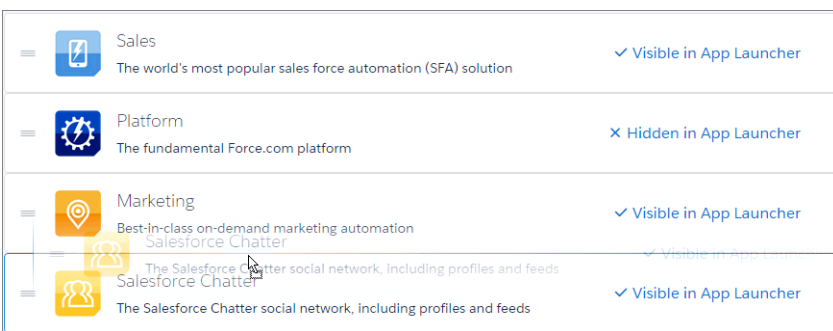 Sales
The world's most popular sales force automation (SFA) solution
✓ Visible in App Launcher
Platform
The fundamental Force.com platform
✕ Hidden in App Launcher
Marketing
Best-in-class on-demand marketing automation
✓ Visible in App Launcher
Salesforce Chatter
The Salesforce Chatter social network, including profiles and feeds
✓ Visible in App Launcher
Salesforce Chatter
The Salesforce Chatter social network, including profiles and feeds
✓ Visible in App Launcher